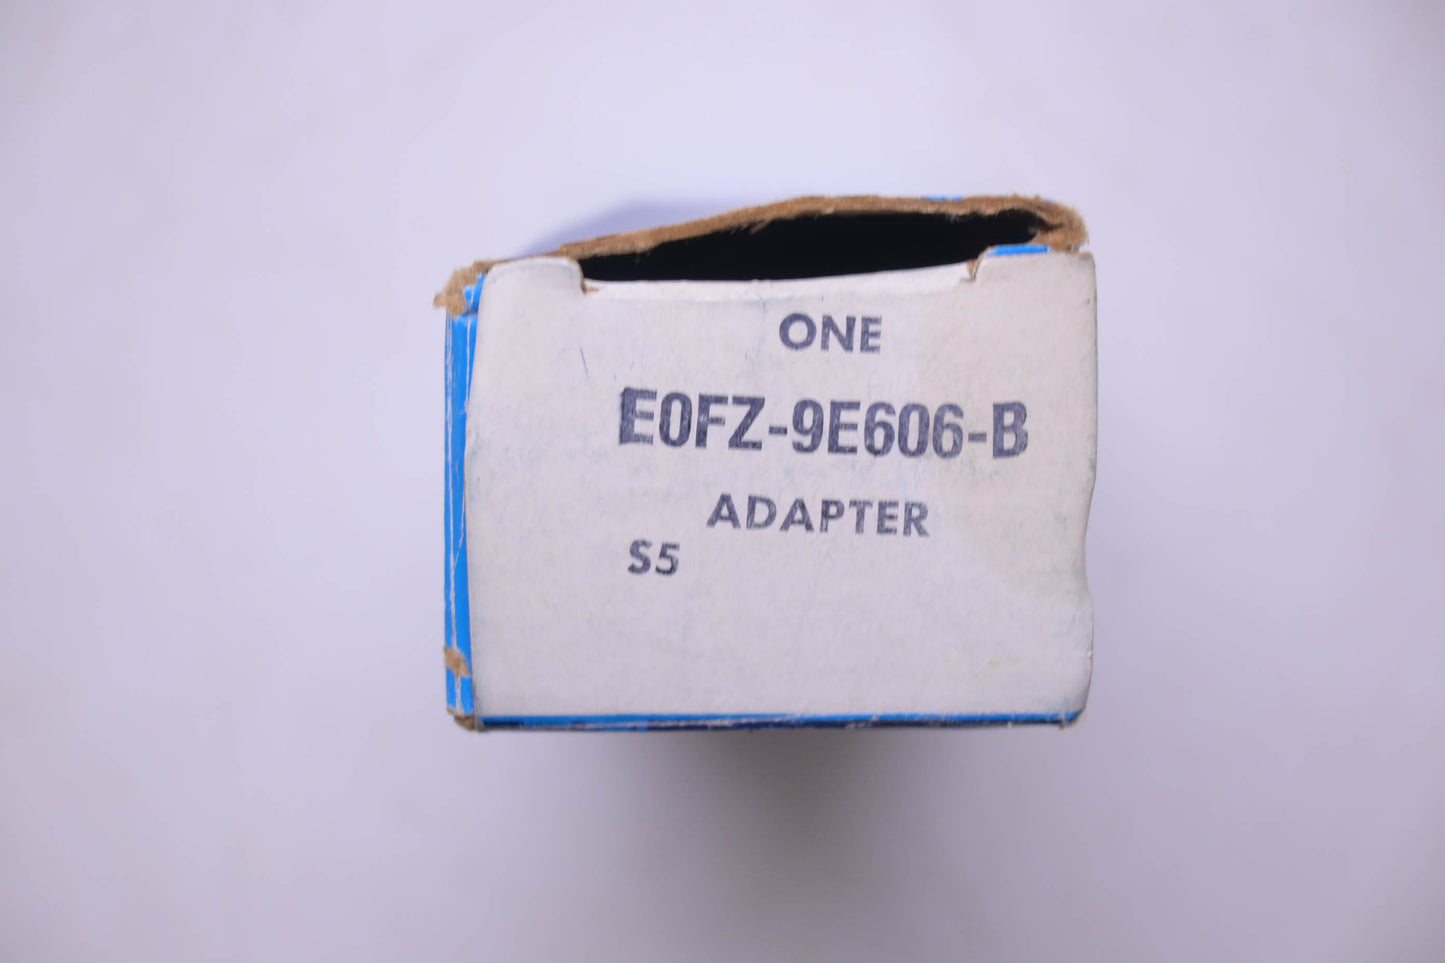 ONE
E0FZ-9E606-B
ADAPTER
S5